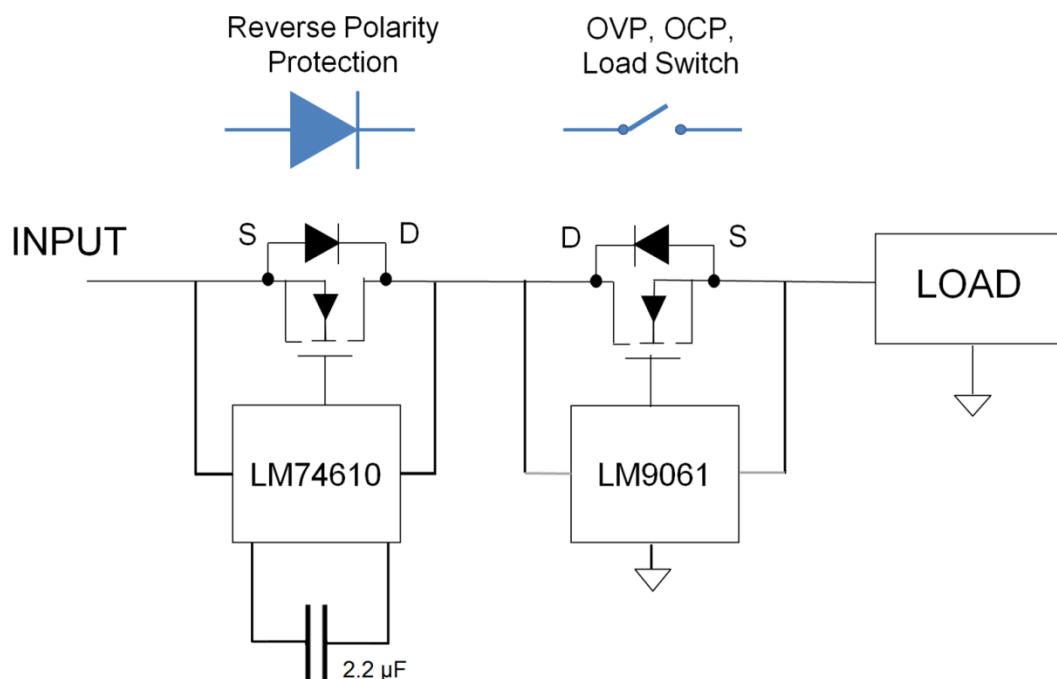 Reverse Polarity
Protection
OVP, OCP,
Load Switch
INPUT
S
D
D
S
LOAD
LM74610
LM9061
2.2 µF